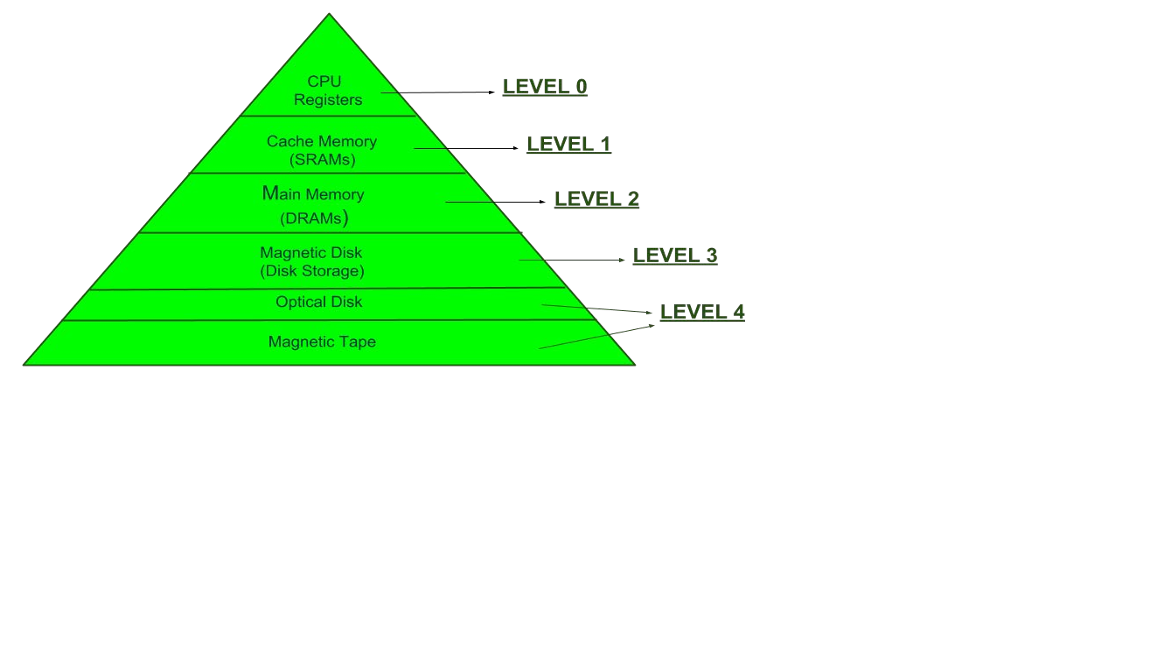 CPU
Registers
LEVEL 0
Cache Memory
(SRAMs)
LEVEL 1
Main Memory
(DRAMs)
LEVEL 2
Magnetic Disk
(Disk Storage)
LEVEL 3
Optical Disk
LEVEL 4
Magnetic Tape